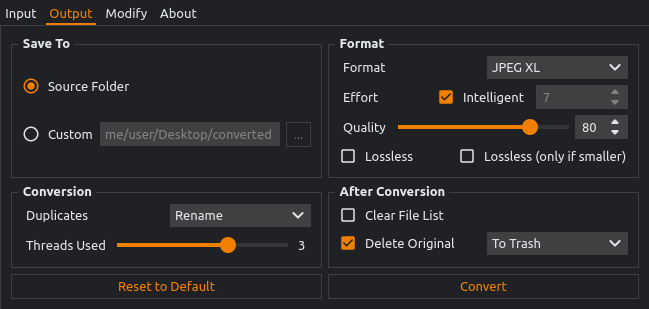 Input Output Modify About
Save To
Source Folder
Custom me/user/Desktop/converted ...
Format
Format JPEG XL
Effort Intelligent 7
Quality 80
Lossless Lossless (only if smaller)
Conversion
Duplicates Rename
Threads Used 3
After Conversion
Clear File List
Delete Original To Trash
Reset to Default Convert